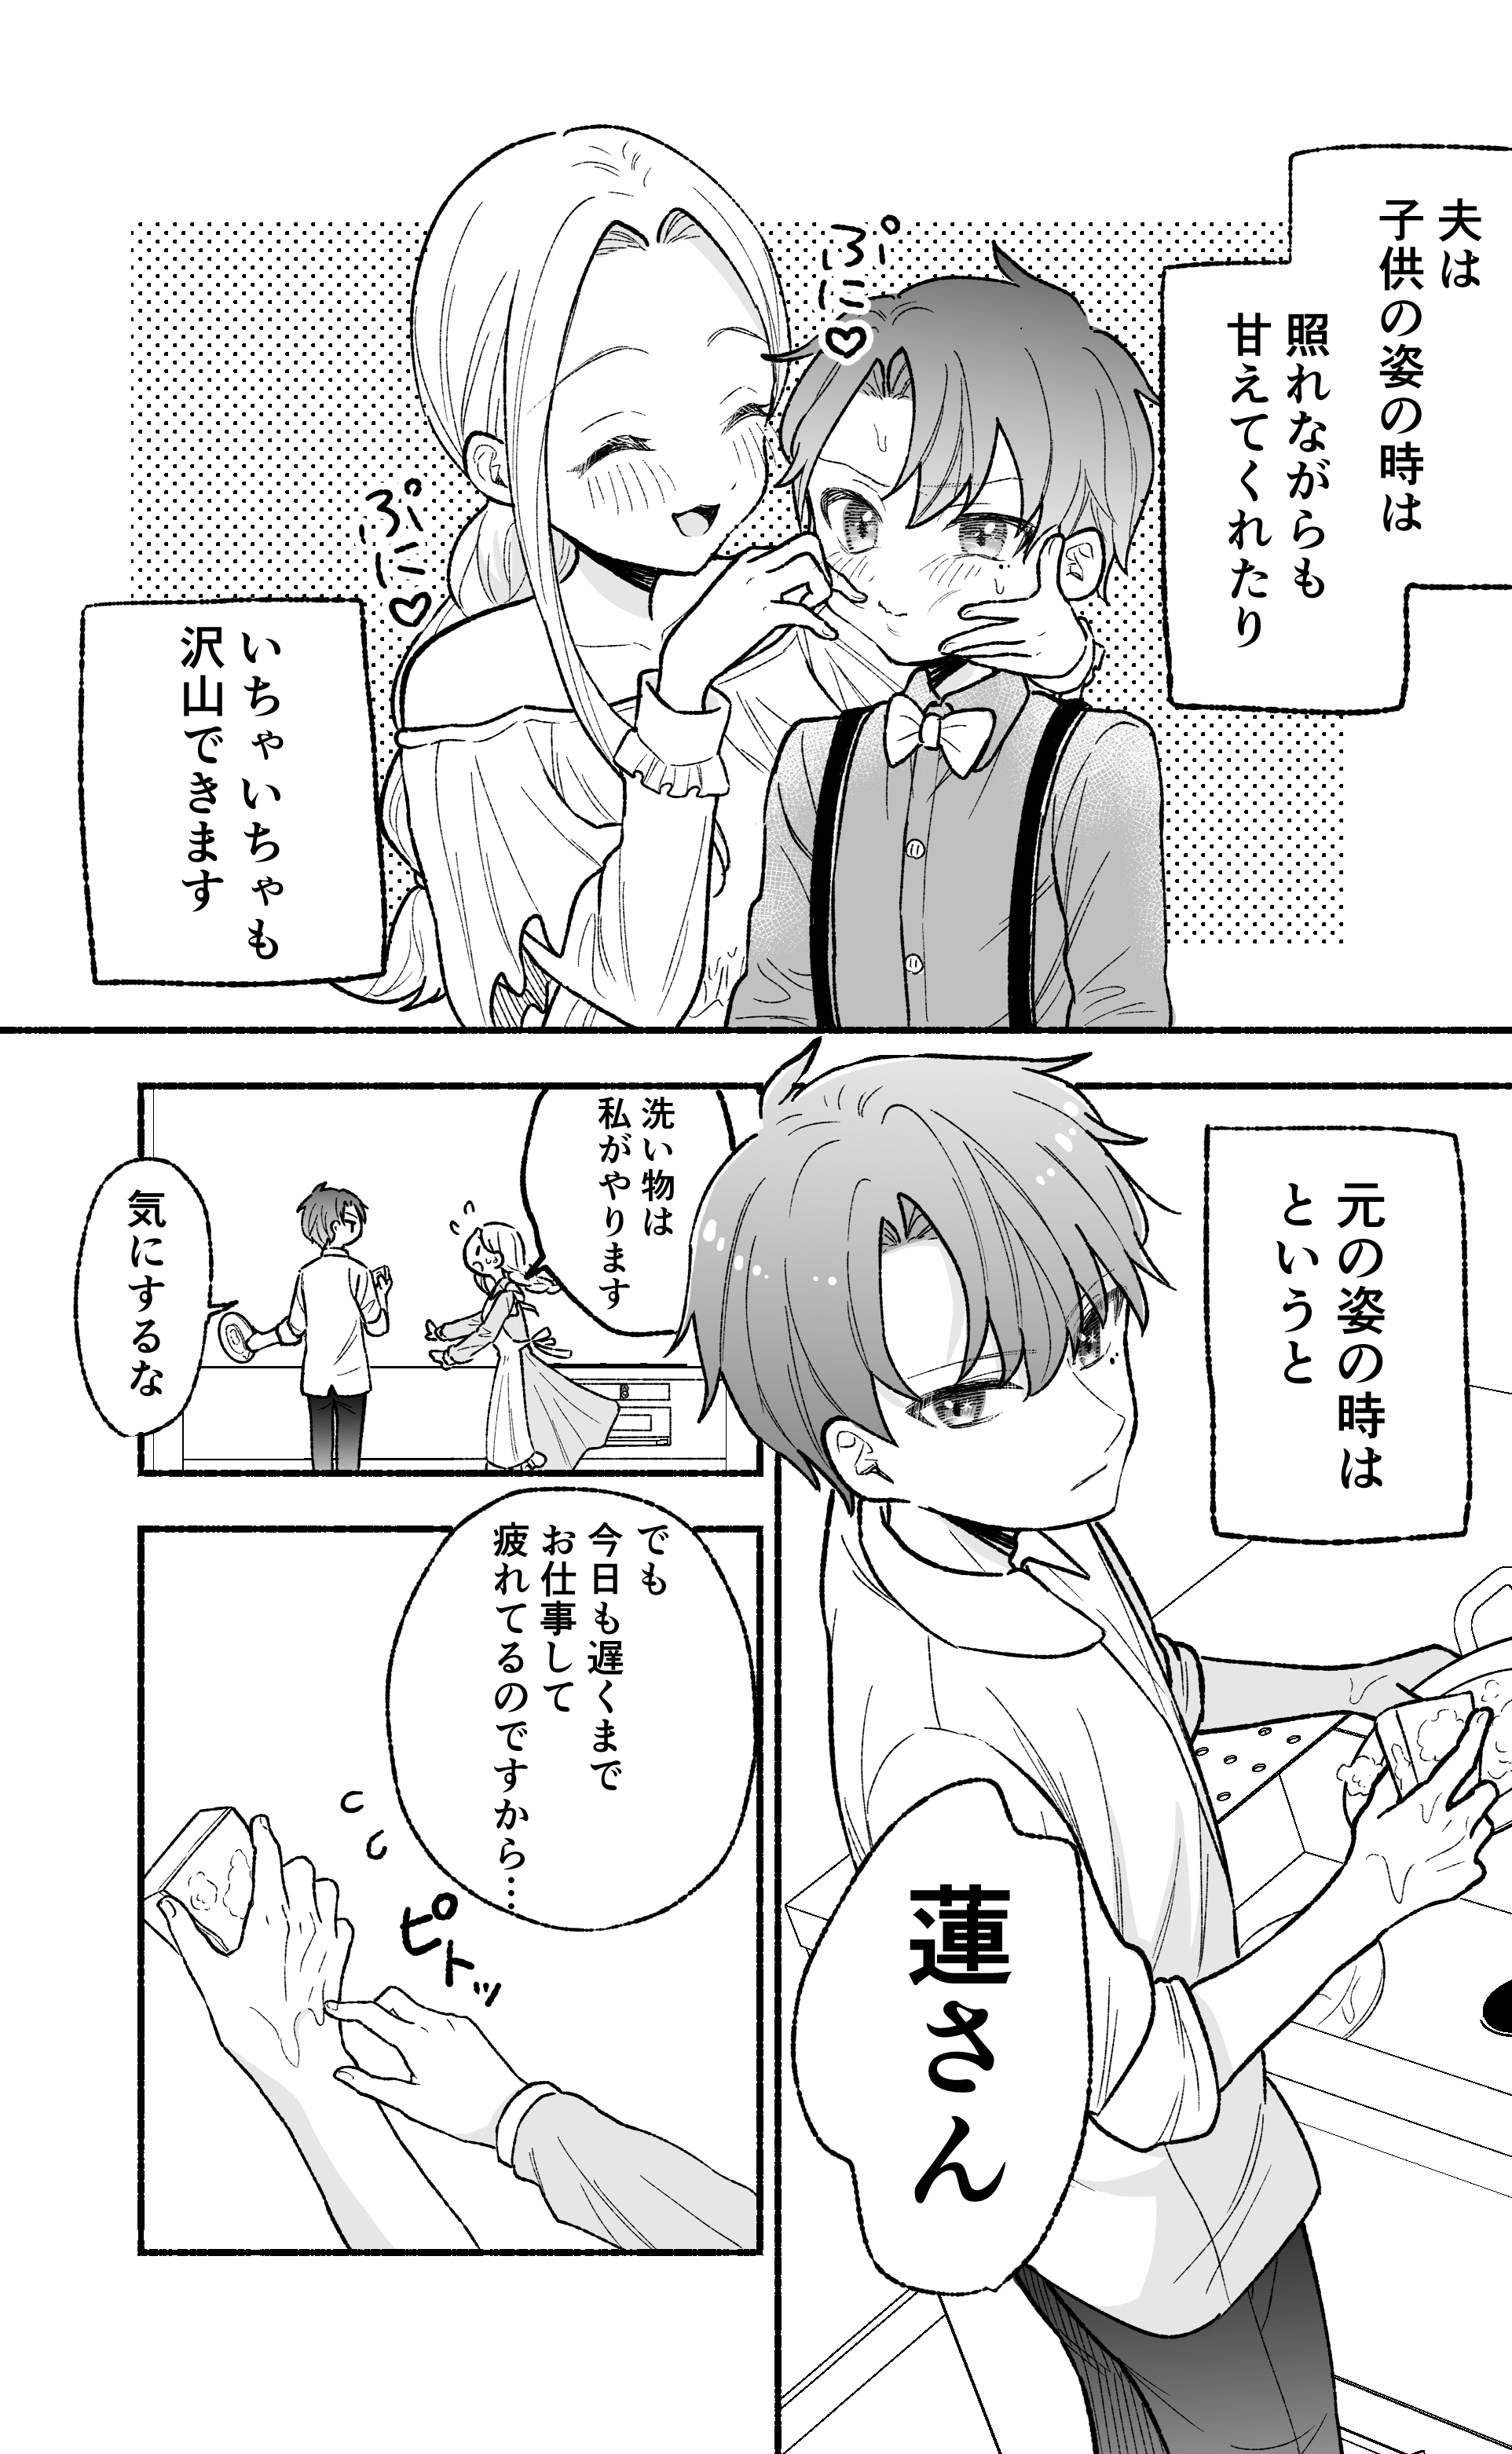 夫は
子供の姿の時は
照れながらも
甘えてくれたり
ぷに♡
ぷに♡
いちゃいちゃも
沢山できます
元の姿の時は
というと
蓮さん
洗い物は
私がやります
気にするな
でも
今日も遅くまで
お仕事して
疲れてるのですから…
ピトッ